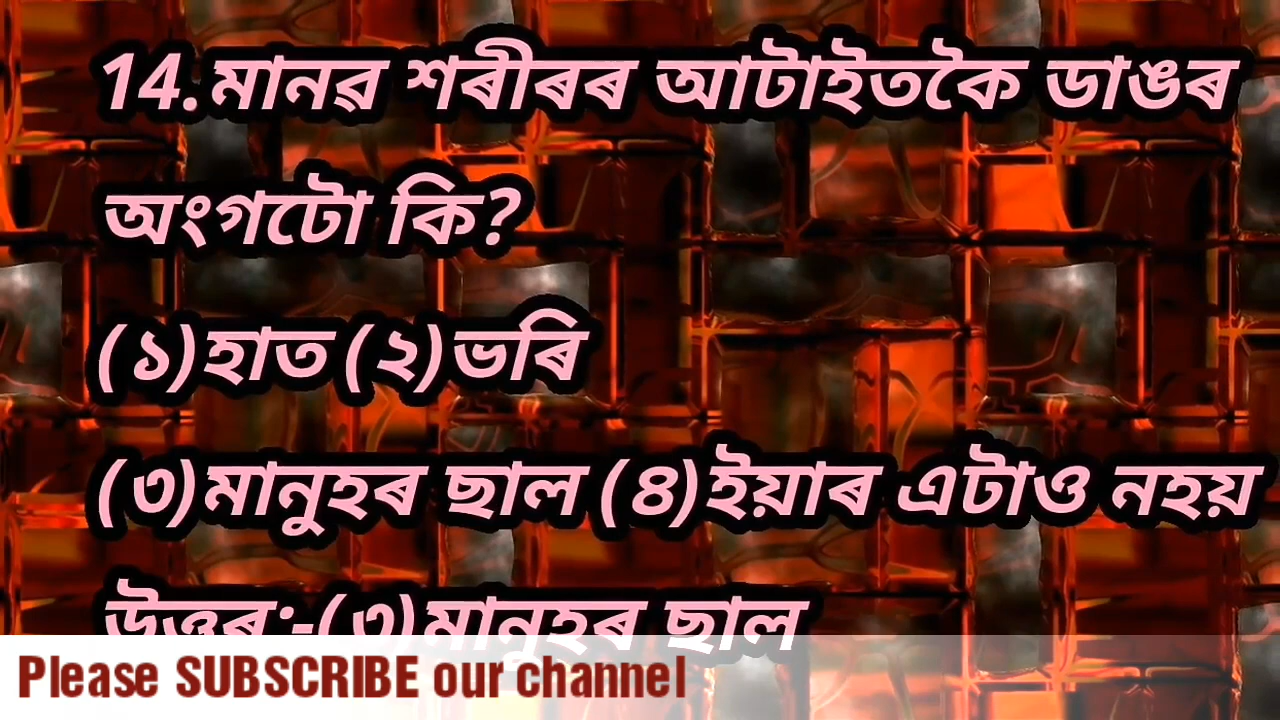 14.মানৱ শৰীৰৰ আটাইতকৈ ডাঙৰ
অংগটো কি?
(১)হাত (২)ভৰি
(৩)মানুহৰ ছাল (৪)ইয়াৰ এটাও নহয়
উত্তৰ:-(৩)মানুহৰ ছাল
Please SUBSCRIBE our channel